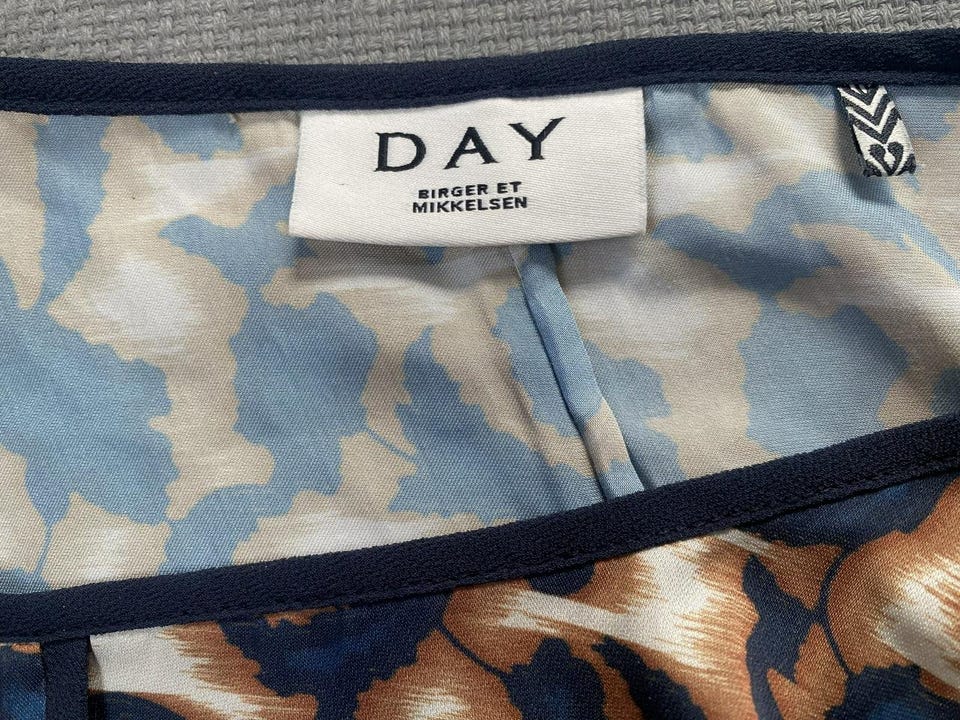 DAY
BIRGER ET
MIKKELSEN